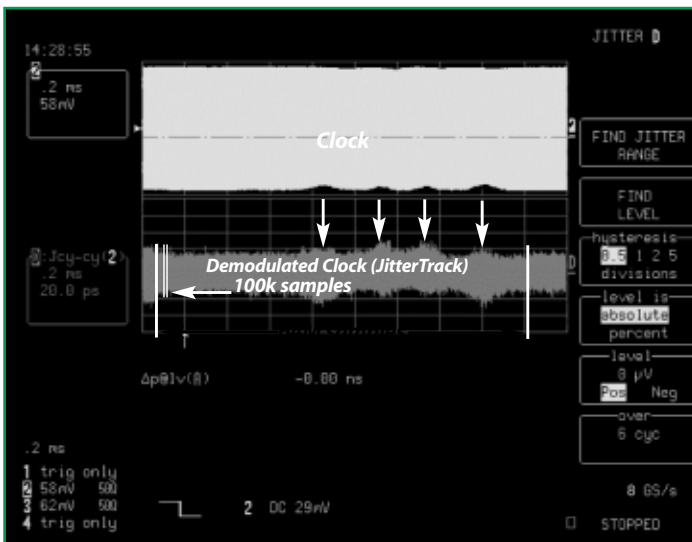 JITTER D
14:28:55
2
.2 ms
58mV
Clock
2
FIND JITTER
RANGE
FIND
LEVEL
:Jcy-cy(2)
.2 ms
20.0 ps
Demodulated Clock (JitterTrack)
100k samples
D
hysteresis
0.5 1 2 5
divisions
level is
absolute
percent
level
0 µV
Pos Neg
over
6 cyc
-0.00 ns
.2 ms
1 trig only
2 58mV 50Ω
3 62mV 50Ω
4 trig only
2 DC 29mV
8 GS/s
STOPPED